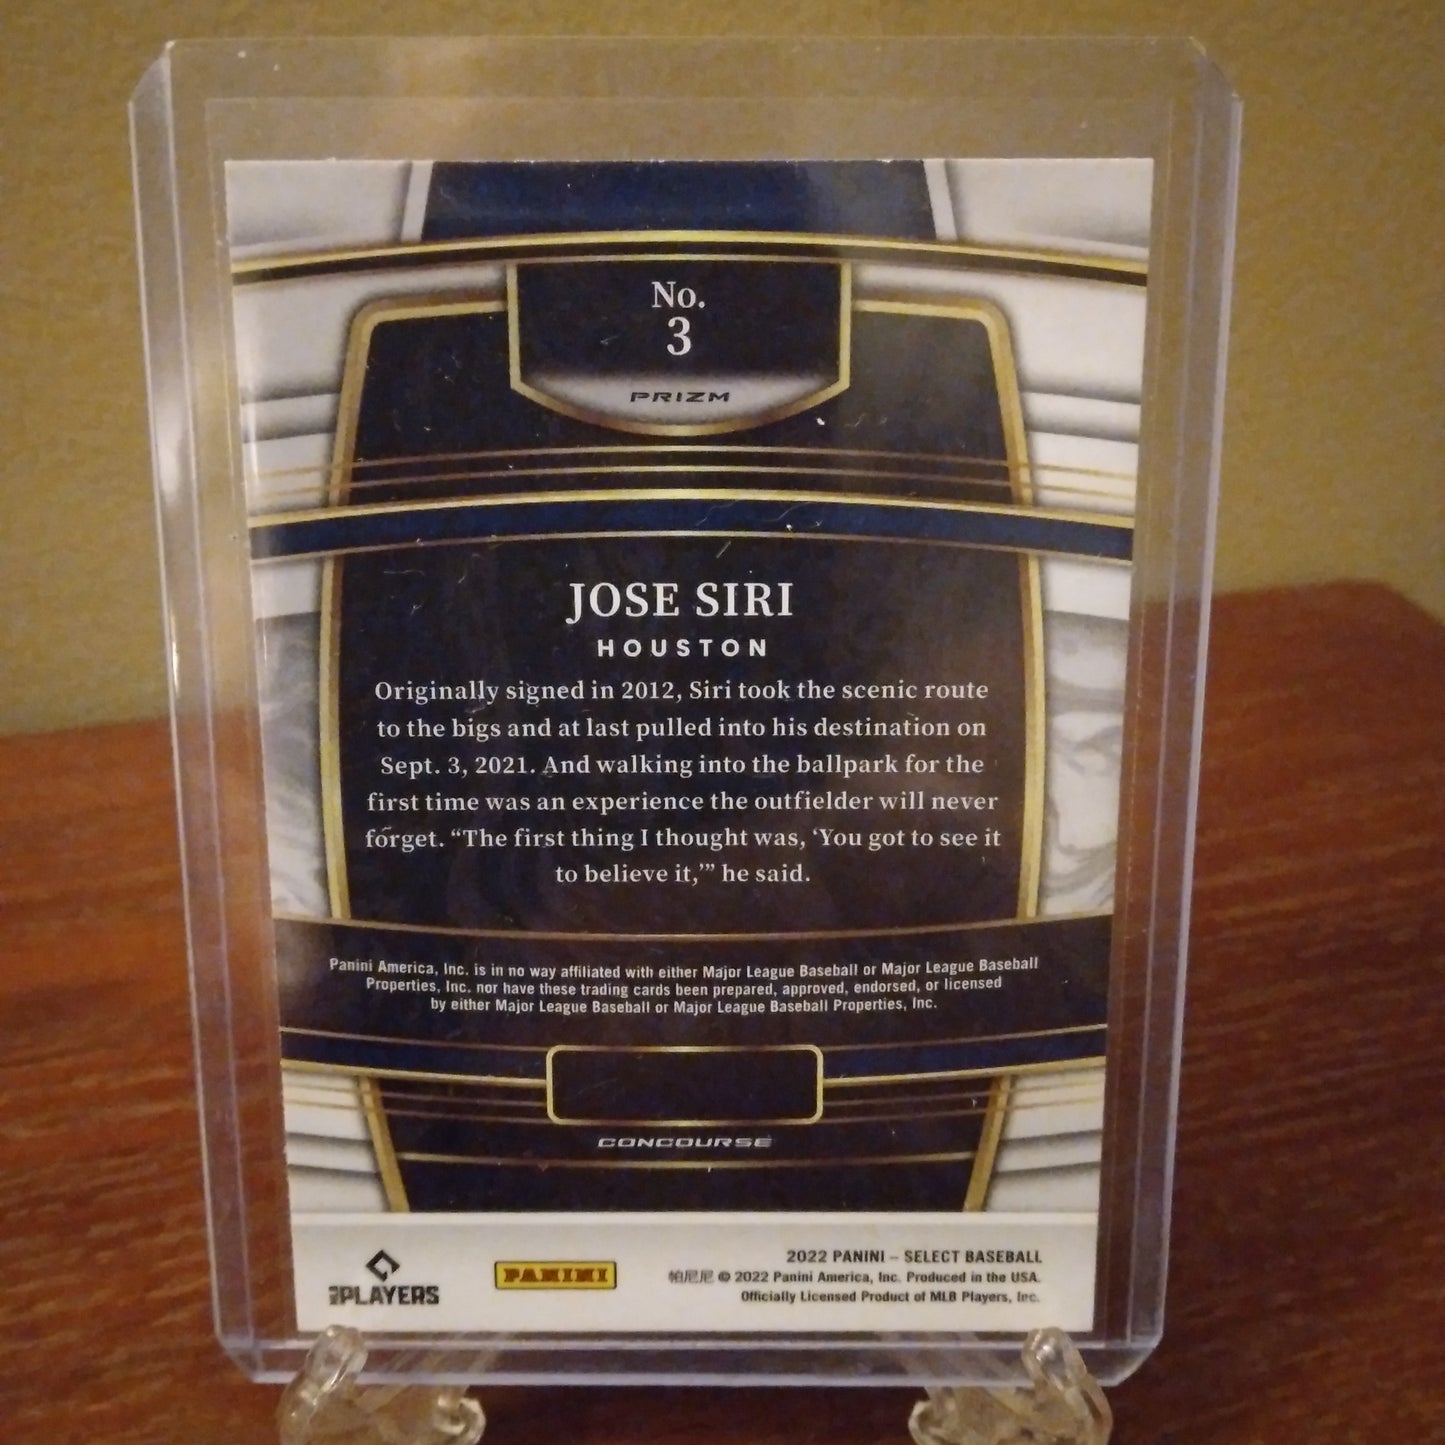 No.
3
PRIZM
JOSE SIRI
HOUSTON
Originally signed in 2012, Siri took the scenic route
to the bigs and at last pulled into his destination on
Sept. 3, 2021. And walking into the ballpark for the
first time was an experience the outfielder will never
forget. “The first thing I thought was, ‘You got to see it
to believe it,’” he said.
Panini America, Inc. is in no way affiliated with either Major League Baseball or Major League Baseball
Properties, Inc. nor have these trading cards been prepared, approved, endorsed, or licensed
by either Major League Baseball or Major League Baseball Properties, Inc.
CONCOURSE
PLAYERS
PANINI
2022 PANINI – SELECT BASEBALL
帕尼尼 © 2022 Panini America, Inc. Produced in the USA.
Officially Licensed Product of MLB Players, Inc.